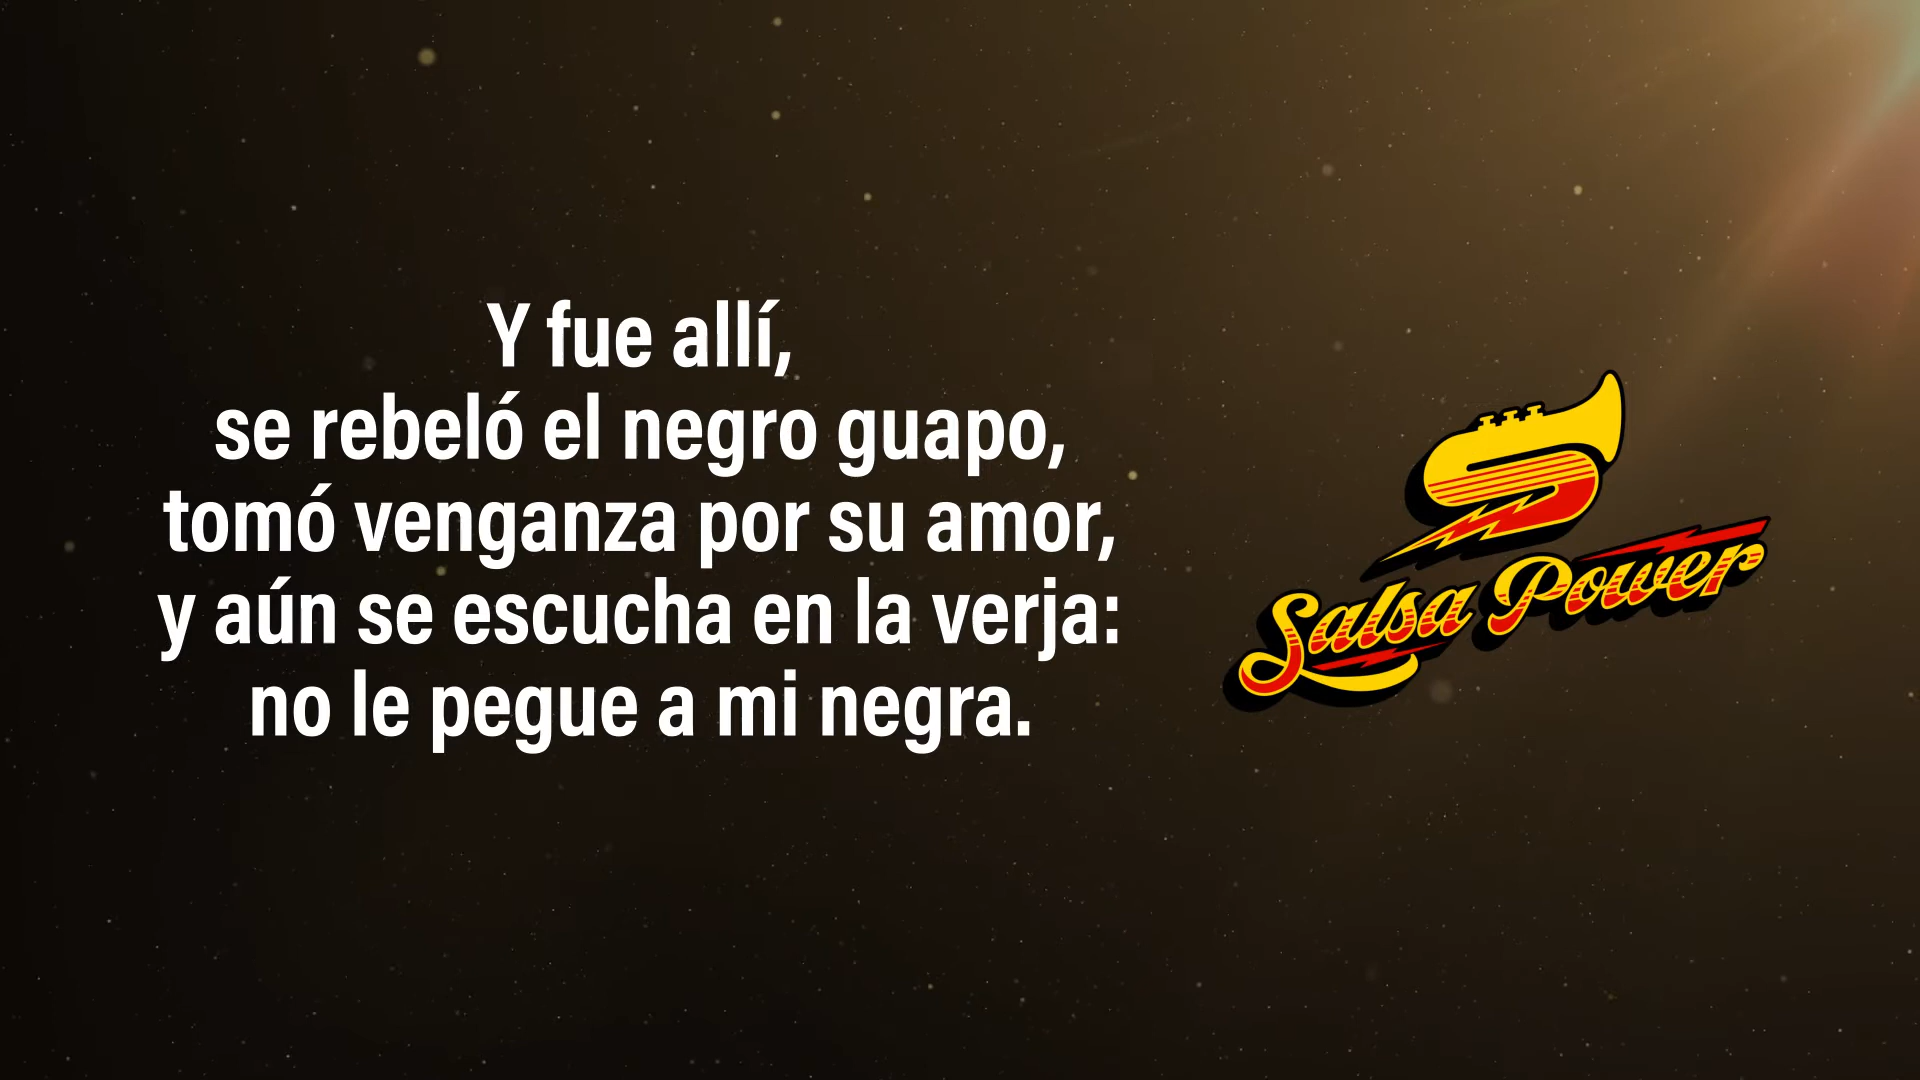 Y fue allí,
se rebeló el negro guapo,
tomó venganza por su amor,
y aún se escucha en la verja:
no le pegue a mi negra.
Salsa Power